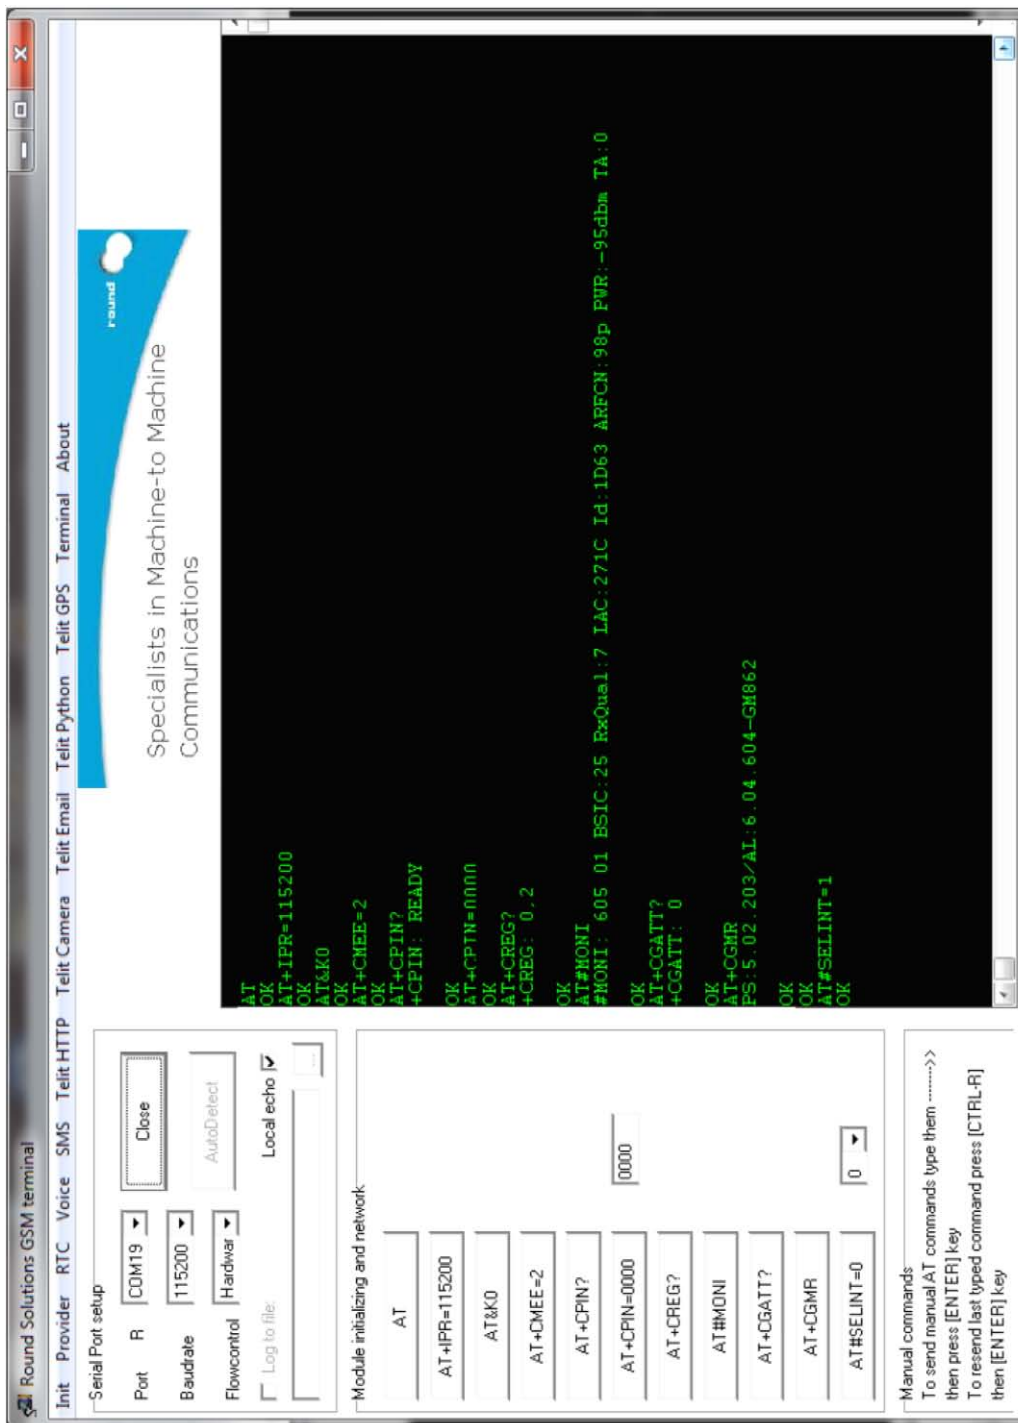 Round Solutions GSM terminal
Init Provider RTC Voice SMS Telit HTTP Telit Camera Telit Email Telit Python Telit GPS Terminal About
Serial Port setup
Port R COM19 Close
Baudrate 115200 AutoDetect
Flowcontrol Hardwar
Log to file: Local echo
...
Module initializing and network
AT
AT+IPR=115200
AT&K0
AT+CMEE=2
AT+CPIN?
AT+CPIN=0000 0000
AT+CREG?
AT#MONI
AT+CGATT?
AT+CGMR
AT#SELINT=0 0
Manual commands
To send manual AT commands type them ------->>
then press [ENTER] key
To resend last typed command press [CTRL-R]
then [ENTER] key
round
Specialists in Machine-to Machine
Communications
AT
OK
AT+IPR=115200
OK
AT&K0
OK
AT+CMEE=2
OK
AT+CPIN?
+CPIN: READY
OK
AT+CPIN=0000
OK
AT+CREG?
+CREG: 0,2
OK
AT#MONI
#MONI: 605 01 BSIC:25 RxQual:7 LAC:271C Id:1D63 ARFCN:98p PWR:-95dbm TA:0
OK
AT+CGATT?
+CGATT: 0
OK
AT+CGMR
PS:5.02.203/AL:6.04.604-GM862
OK
OK
AT#SELINT=1
OK